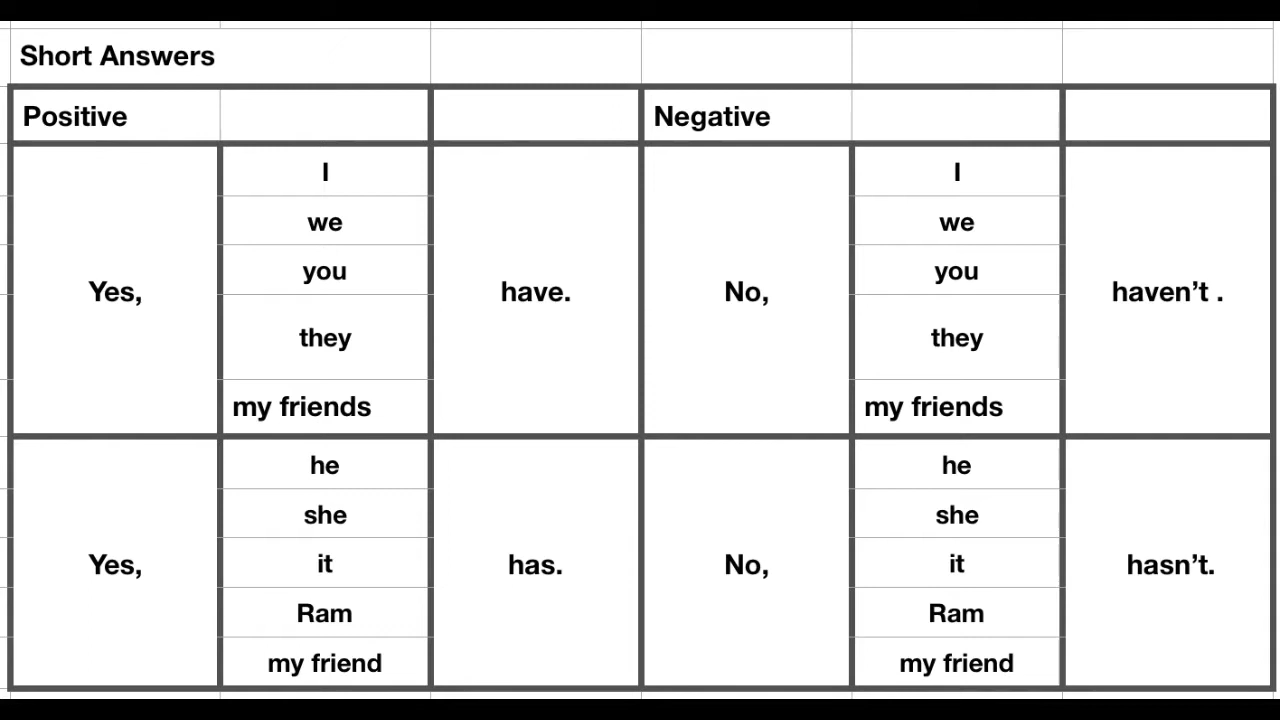 Short Answers
Positive Negative
I I
we we
you you
Yes, have. No, haven’t .
they they
my friends my friends
he he
she she
it it
Yes, has. No, hasn’t.
Ram Ram
my friend my friend